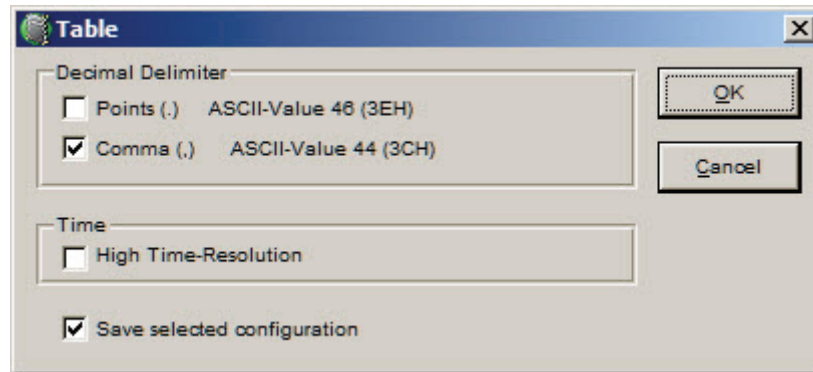 Table
Decimal Delimiter
Points (.) ASCII-Value 46 (3EH)
Comma (,) ASCII-Value 44 (3CH)
OK
Cancel
Time
High Time-Resolution
Save selected configuration